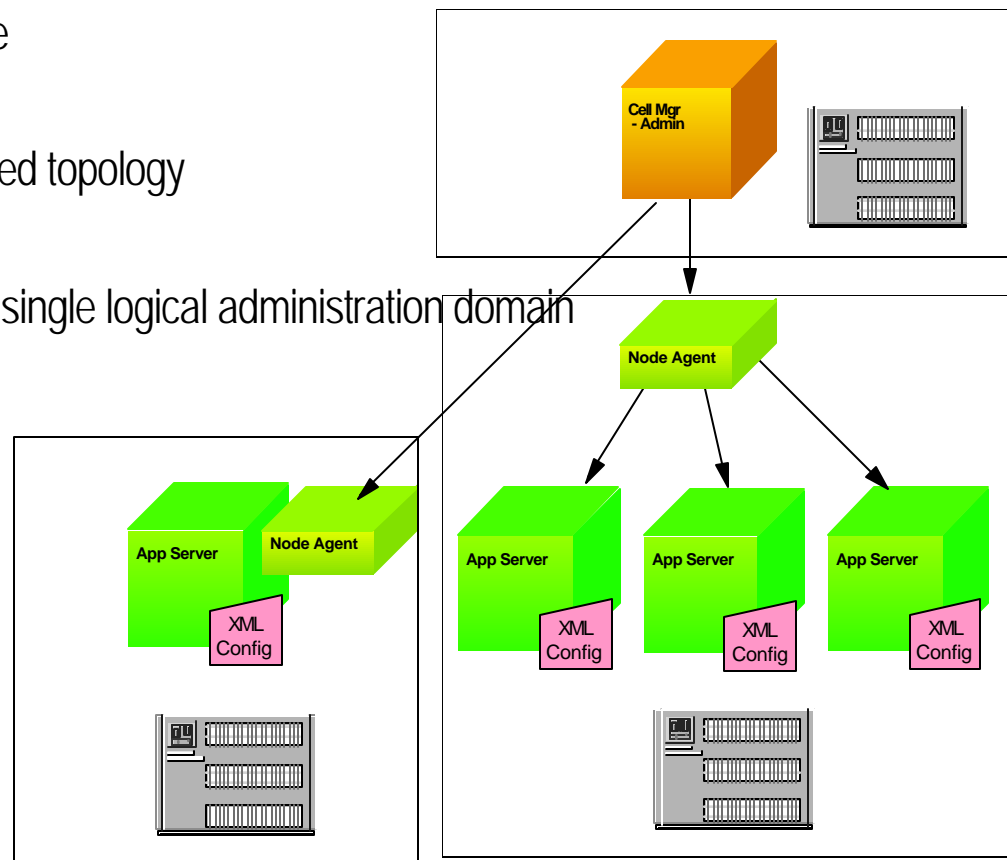 e
ed topology
single logical administration domain
Cell Mgr
- Admin
Node Agent
App Server
Node Agent
App Server
App Server
App Server
XML
Config
XML
Config
XML
Config
XML
Config